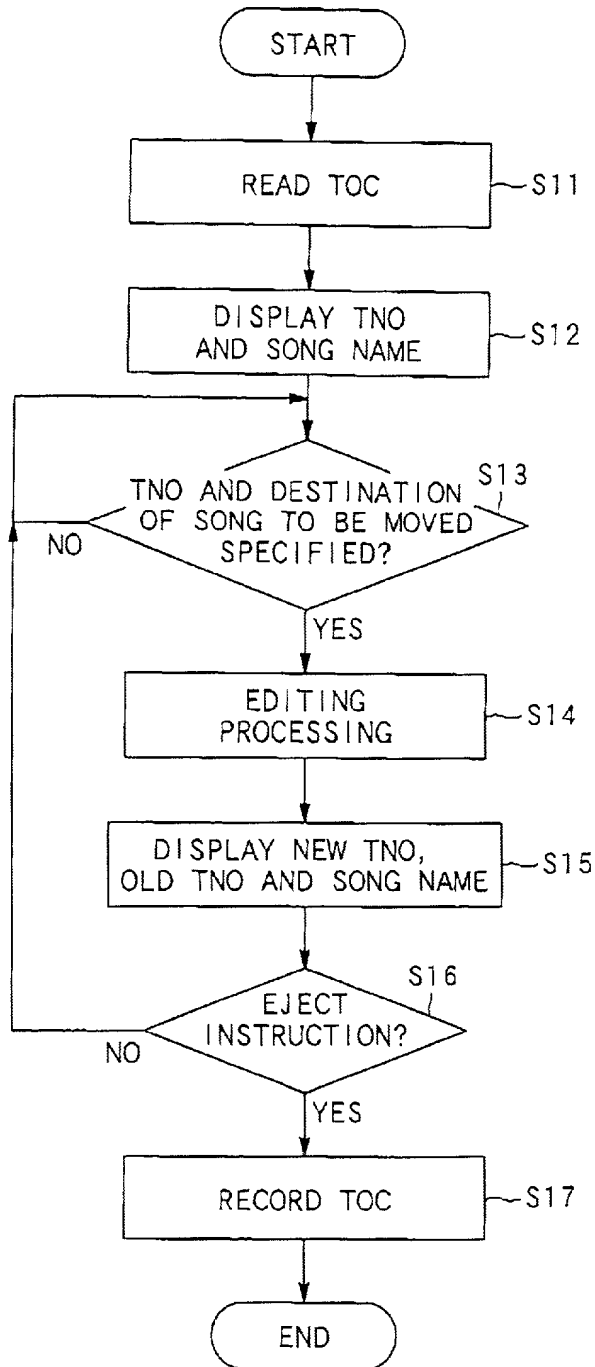 START
READ TOC
S11
DISPLAY TNO
AND SONG NAME
S12
S13
TNO AND DESTINATION
OF SONG TO BE MOVED
SPECIFIED?
NO
YES
EDITING
PROCESSING
S14
DISPLAY NEW TNO,
OLD TNO AND SONG NAME
S15
S16
EJECT
INSTRUCTION?
NO
YES
RECORD TOC
S17
END